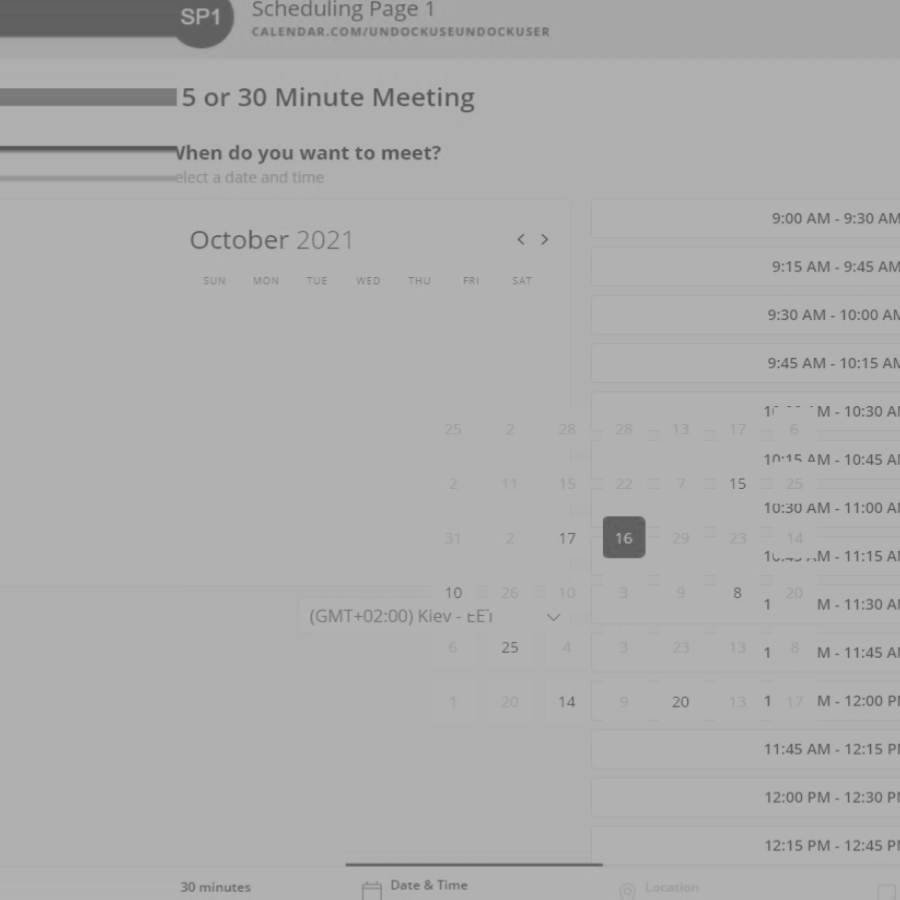 SP1
Scheduling Page 1
CALENDAR.COM/UNDOCKUSEUNDOCKUSER
5 or 30 Minute Meeting
When do you want to meet?
elect a date and time
October 2021
SUN MON TUE WED THU FRI SAT
9:00 AM - 9:30 AM
9:15 AM - 9:45 AM
9:30 AM - 10:00 AM
9:45 AM - 10:15 AM
M - 10:30 AM
25 2 28 28 13 17 6
10:15 AM - 10:45 AM
2 11 15 22 7 15 25
10:30 AM - 11:00 AM
31 2 17 16 29 23 14
10:45 AM - 11:15 AM
10 26 10 3 9 8 20
1 M - 11:30 AM
(GMT+02:00) Kiev - EET
6 25 4 3 23 13 8
1 M - 11:45 AM
1 20 14 9 20 13 17
1 M - 12:00 PM
11:45 AM - 12:15 PM
12:00 PM - 12:30 PM
12:15 PM - 12:45 PM
30 minutes
Date & Time
Location